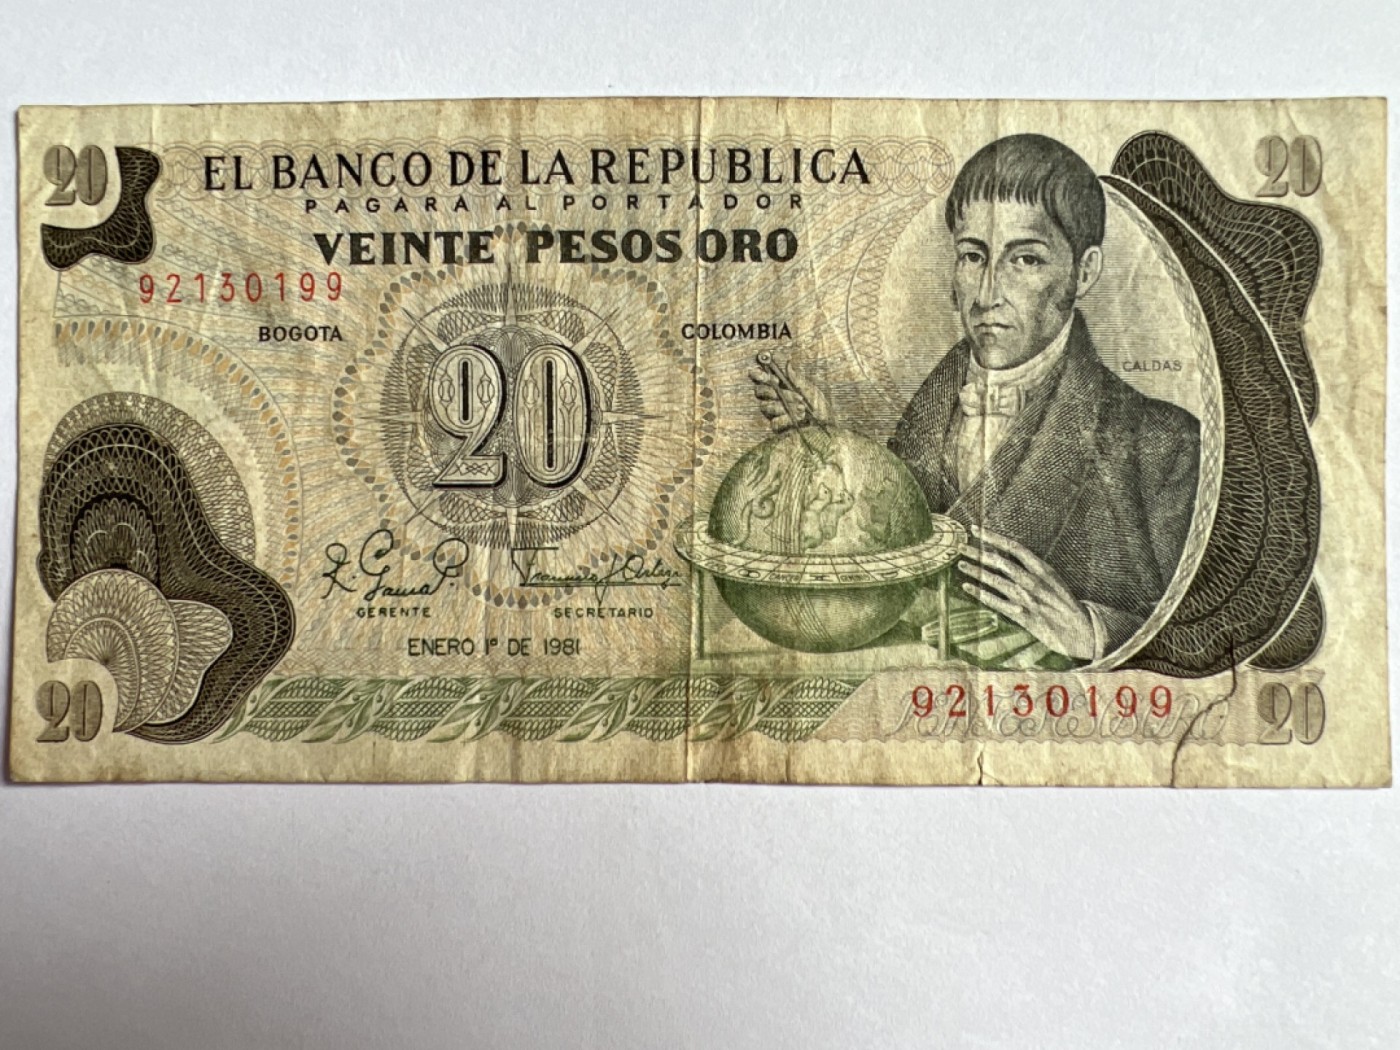 20
20
EL BANCO DE LA REPUBLICA
PAGARA AL PORTADOR
VEINTE PESOS ORO
92130199
BOGOTA
COLOMBIA
20
CALDAS
GERENTE
SECRETARIO
ENERO 1º DE 1981
20
92130199
20